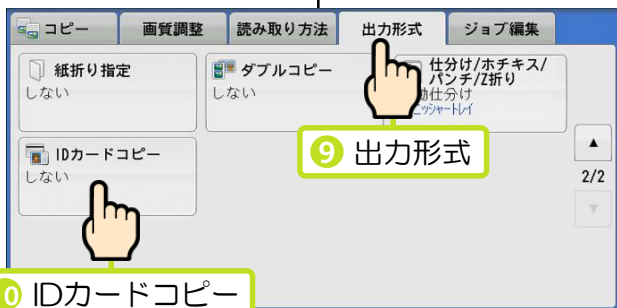 コピー
画質調整
読み取り方法
出力形式
ジョブ編集
紙折り指定
しない
ダブルコピー
しない
仕分け/ホチキス/
パンチ/Z折り
仕分け
9 出力形式
IDカードコピー
しない
▲
2/2
▼
0 IDカードコピー